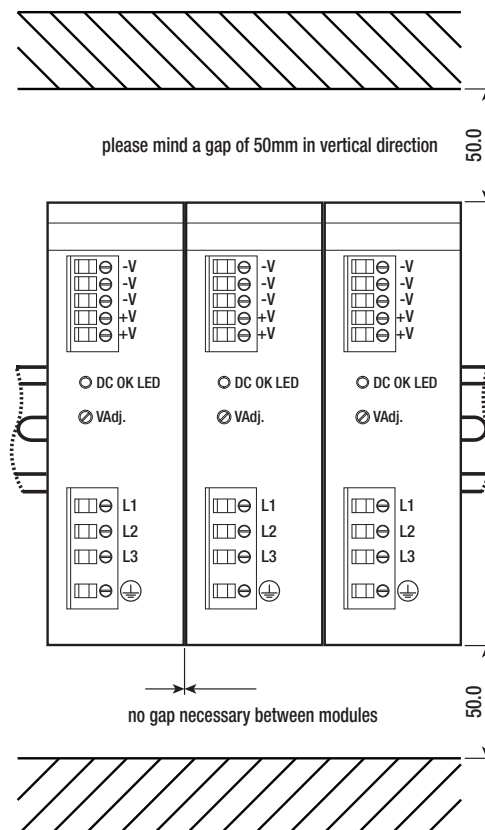 please mind a gap of 50mm in vertical direction
50.0
-V
-V
-V
+V
+V
DC OK LED
VAdj.
L1
L2
L3
-V
-V
-V
+V
+V
DC OK LED
VAdj.
L1
L2
L3
-V
-V
-V
+V
+V
DC OK LED
VAdj.
L1
L2
L3
no gap necessary between modules
50.0